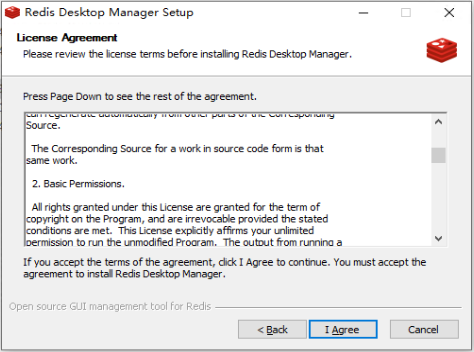 Redis Desktop Manager Setup
License Agreement
Please review the license terms before installing Redis Desktop Manager.
Press Page Down to see the rest of the agreement.
can regenerate automatically from other parts of the Corresponding
Source.
The Corresponding Source for a work in source code form is that
same work.
2. Basic Permissions.
All rights granted under this License are granted for the term of
copyright on the Program, and are irrevocable provided the stated
conditions are met.  This License explicitly affirms your unlimited
permission to run the unmodified Program.  The output from running a
If you accept the terms of the agreement, click I Agree to continue. You must accept the
agreement to install Redis Desktop Manager.
Open source GUI management tool for Redis
< Back
I Agree
Cancel